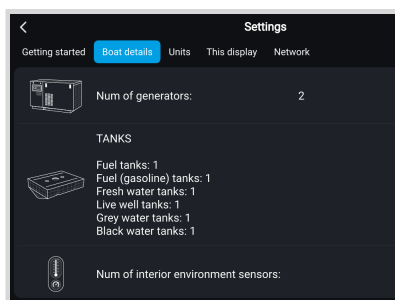 Settings
Getting started Boat details Units This display Network
Num of generators: 2
TANKS
Fuel tanks: 1
Fuel (gasoline) tanks: 1
Fresh water tanks: 1
Live well tanks: 1
Grey water tanks: 1
Black water tanks: 1
Num of interior environment sensors: